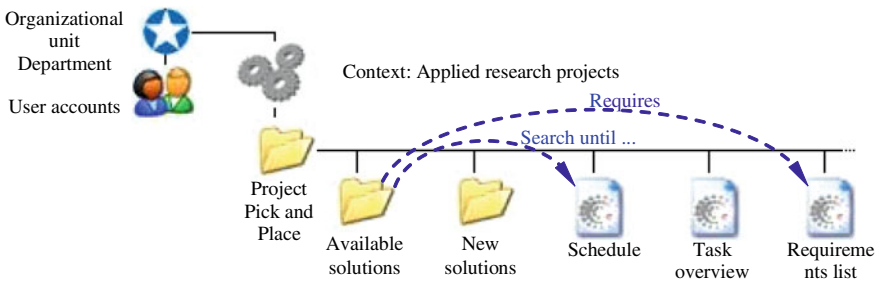 Organizational
unit
Department
User accounts
Context: Applied research projects
Requires
Search until ...
Project
Pick and
Place
Available
solutions
New
solutions
Schedule
Task
overview
Requireme
nts list